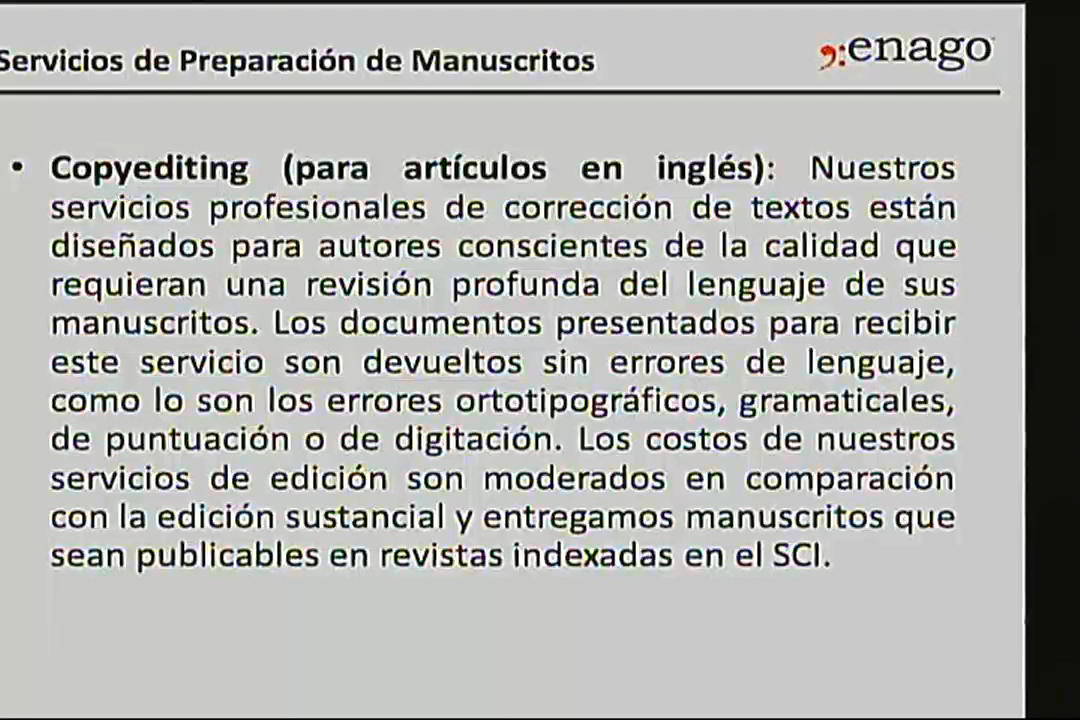 Servicios de Preparación de Manuscritos
enago
• Copyediting (para artículos en inglés): Nuestros
servicios profesionales de corrección de textos están
diseñados para autores conscientes de la calidad que
requieran una revisión profunda del lenguaje de sus
manuscritos. Los documentos presentados para recibir
este servicio son devueltos sin errores de lenguaje,
como lo son los errores ortotipográficos, gramaticales,
de puntuación o de digitación. Los costos de nuestros
servicios de edición son moderados en comparación
con la edición sustancial y entregamos manuscritos que
sean publicables en revistas indexadas en el SCI.